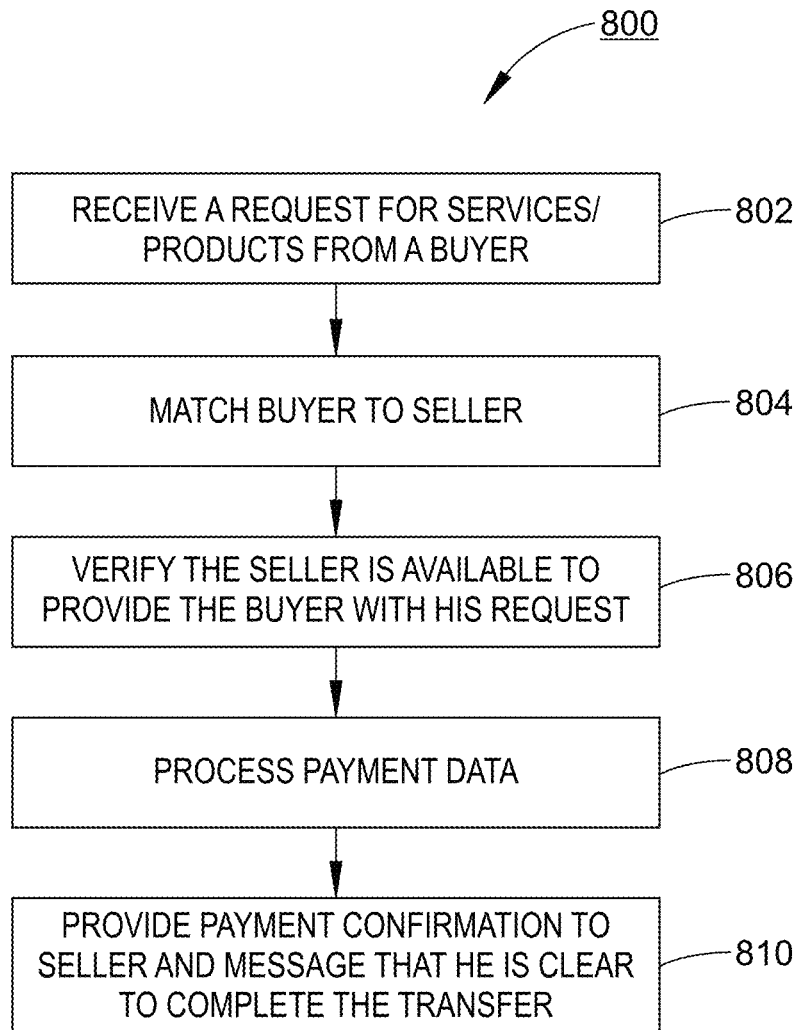 800
RECEIVE A REQUEST FOR SERVICES/
PRODUCTS FROM A BUYER
802
MATCH BUYER TO SELLER
804
VERIFY THE SELLER IS AVAILABLE TO
PROVIDE THE BUYER WITH HIS REQUEST
806
PROCESS PAYMENT DATA
808
PROVIDE PAYMENT CONFIRMATION TO
SELLER AND MESSAGE THAT HE IS CLEAR
TO COMPLETE THE TRANSFER
810